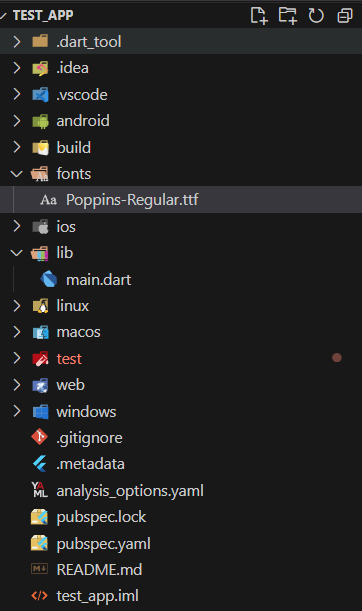 TEST_APP
.dart_tool
.idea
.vscode
android
build
fonts
Aa Poppins-Regular.ttf
ios
lib
main.dart
linux
macos
test
web
windows
.gitignore
.metadata
YAML analysis_options.yaml
pubspec.lock
pubspec.yaml
README.md
test_app.iml